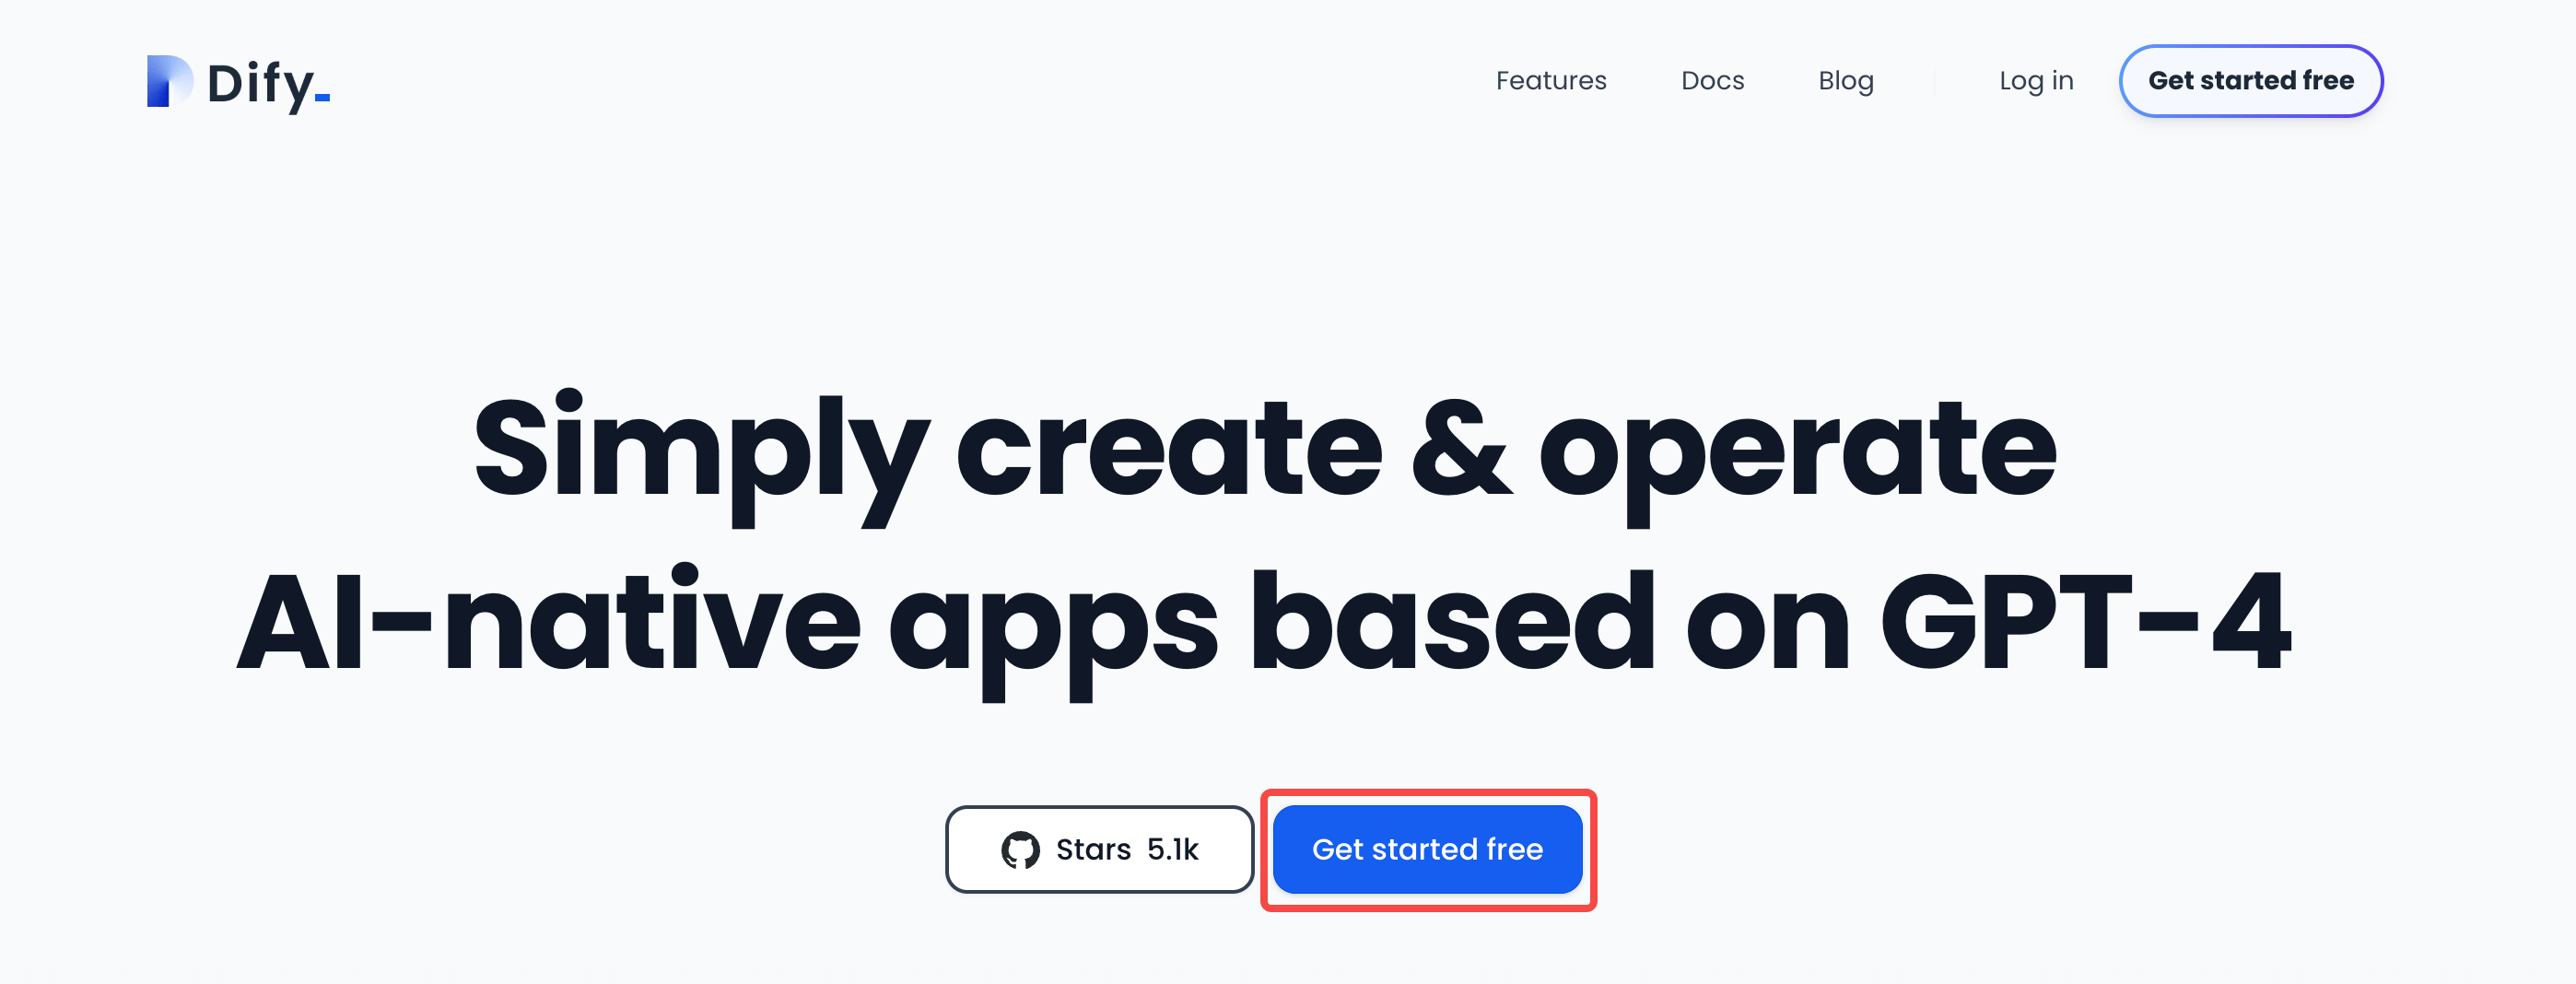 Dify_
Features Docs Blog Log in Get started free
Simply create & operate
AI-native apps based on GPT-4
Stars 5.1k Get started free